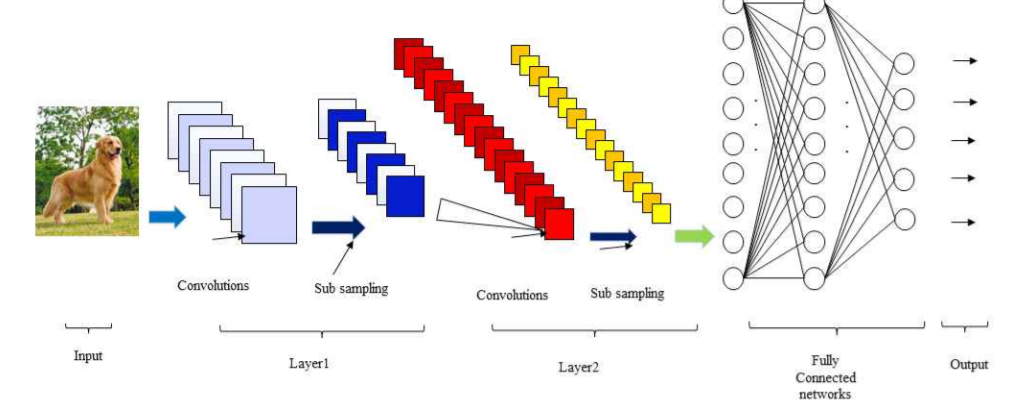 Convolutions
Sub sampling
Convolutions
Sub sampling
Input
Layer1
Layer2
Fully
Connected
networks
Output